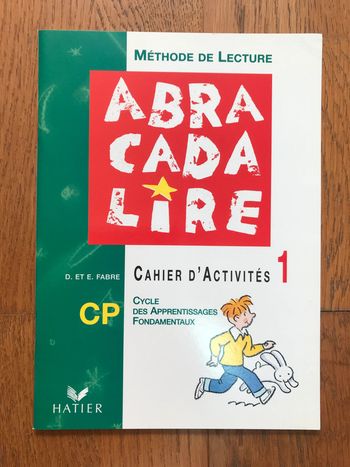 MÉTHODE DE LECTURE
ABRA
CADA
LIRE
D. ET E. FABRE
CAHIER D'ACTIVITÉS 1
CP
CYCLE
DES APPRENTISSAGES
FONDAMENTAUX
HATIER